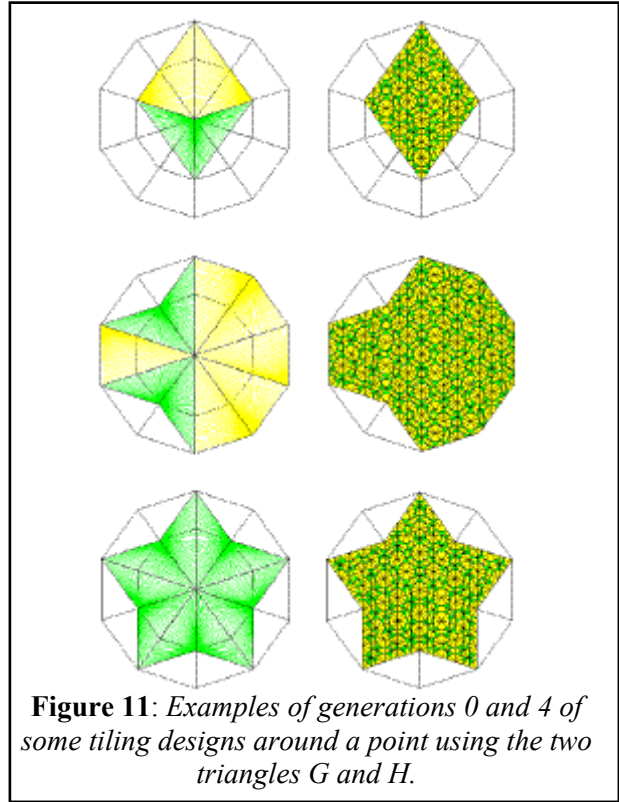 Figure 11: Examples of generations 0 and 4 of
some tiling designs around a point using the two
triangles G and H.